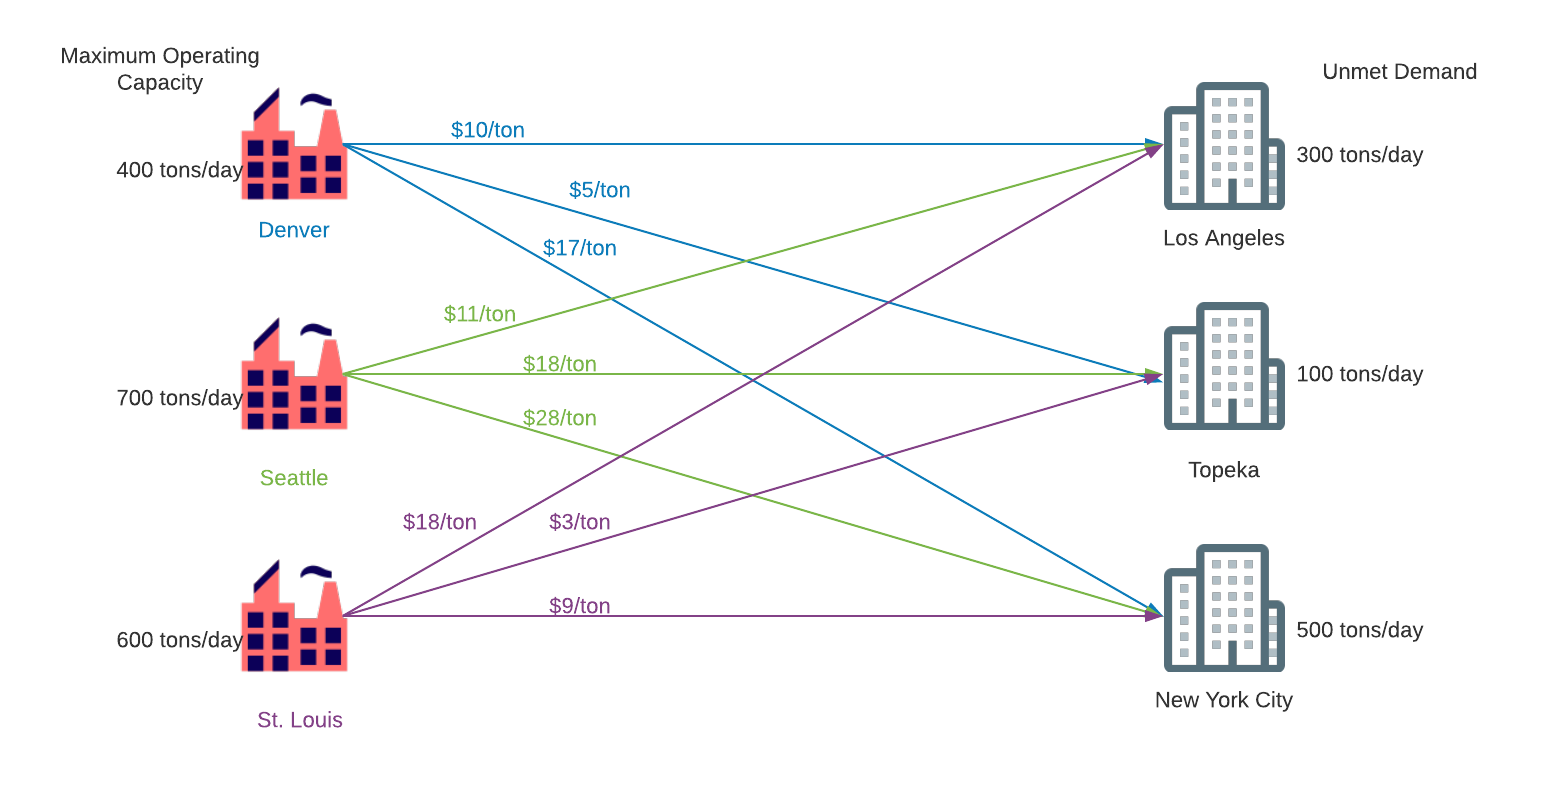 Maximum Operating
Capacity
Unmet Demand
$10/ton
400 tons/day
300 tons/day
$5/ton
Denver
Los Angeles
$17/ton
$11/ton
$18/ton
700 tons/day
100 tons/day
$28/ton
Seattle
Topeka
$18/ton
$3/ton
$9/ton
600 tons/day
500 tons/day
St. Louis
New York City